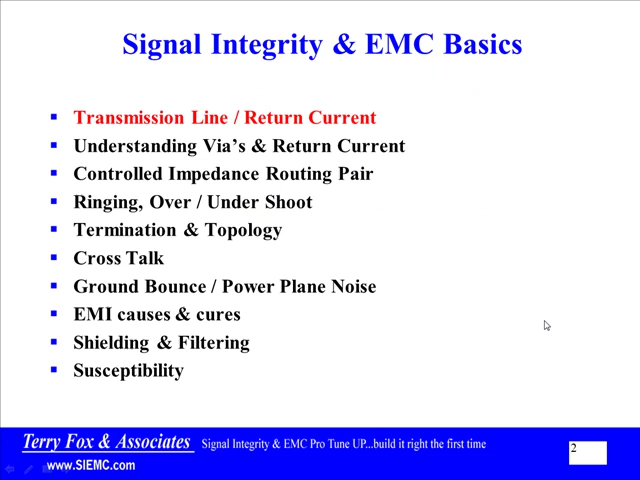 Signal Integrity & EMC Basics
Transmission Line / Return Current
Understanding Via's & Return Current
Controlled Impedance Routing Pair
Ringing, Over / Under Shoot
Termination & Topology
Cross Talk
Ground Bounce / Power Plane Noise
EMI causes & cures
Shielding & Filtering
Susceptibility
Terry Fox & Associates Signal Integrity & EMC Pro Tune UP...build it right the first time
2
www.SIEMC.com